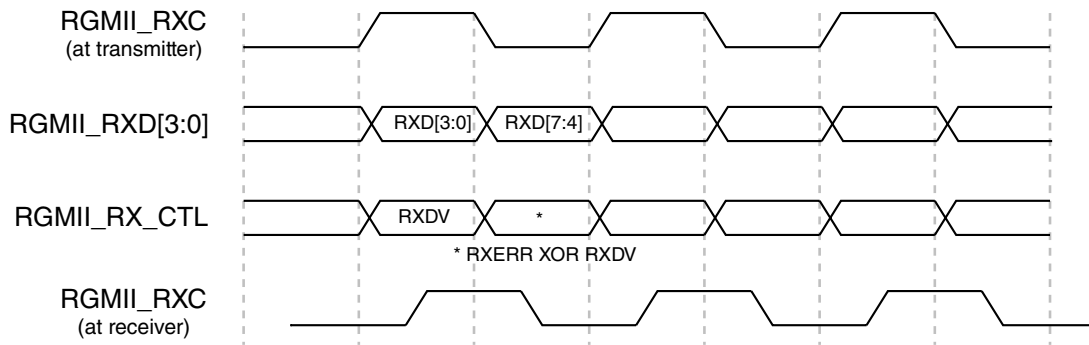 RGMII_RXC
(at transmitter)
RGMII_RXD[3:0]
RXD[3:0]
RXD[7:4]
RGMII_RX_CTL
RXDV
*
* RXERR XOR RXDV
RGMII_RXC
(at receiver)